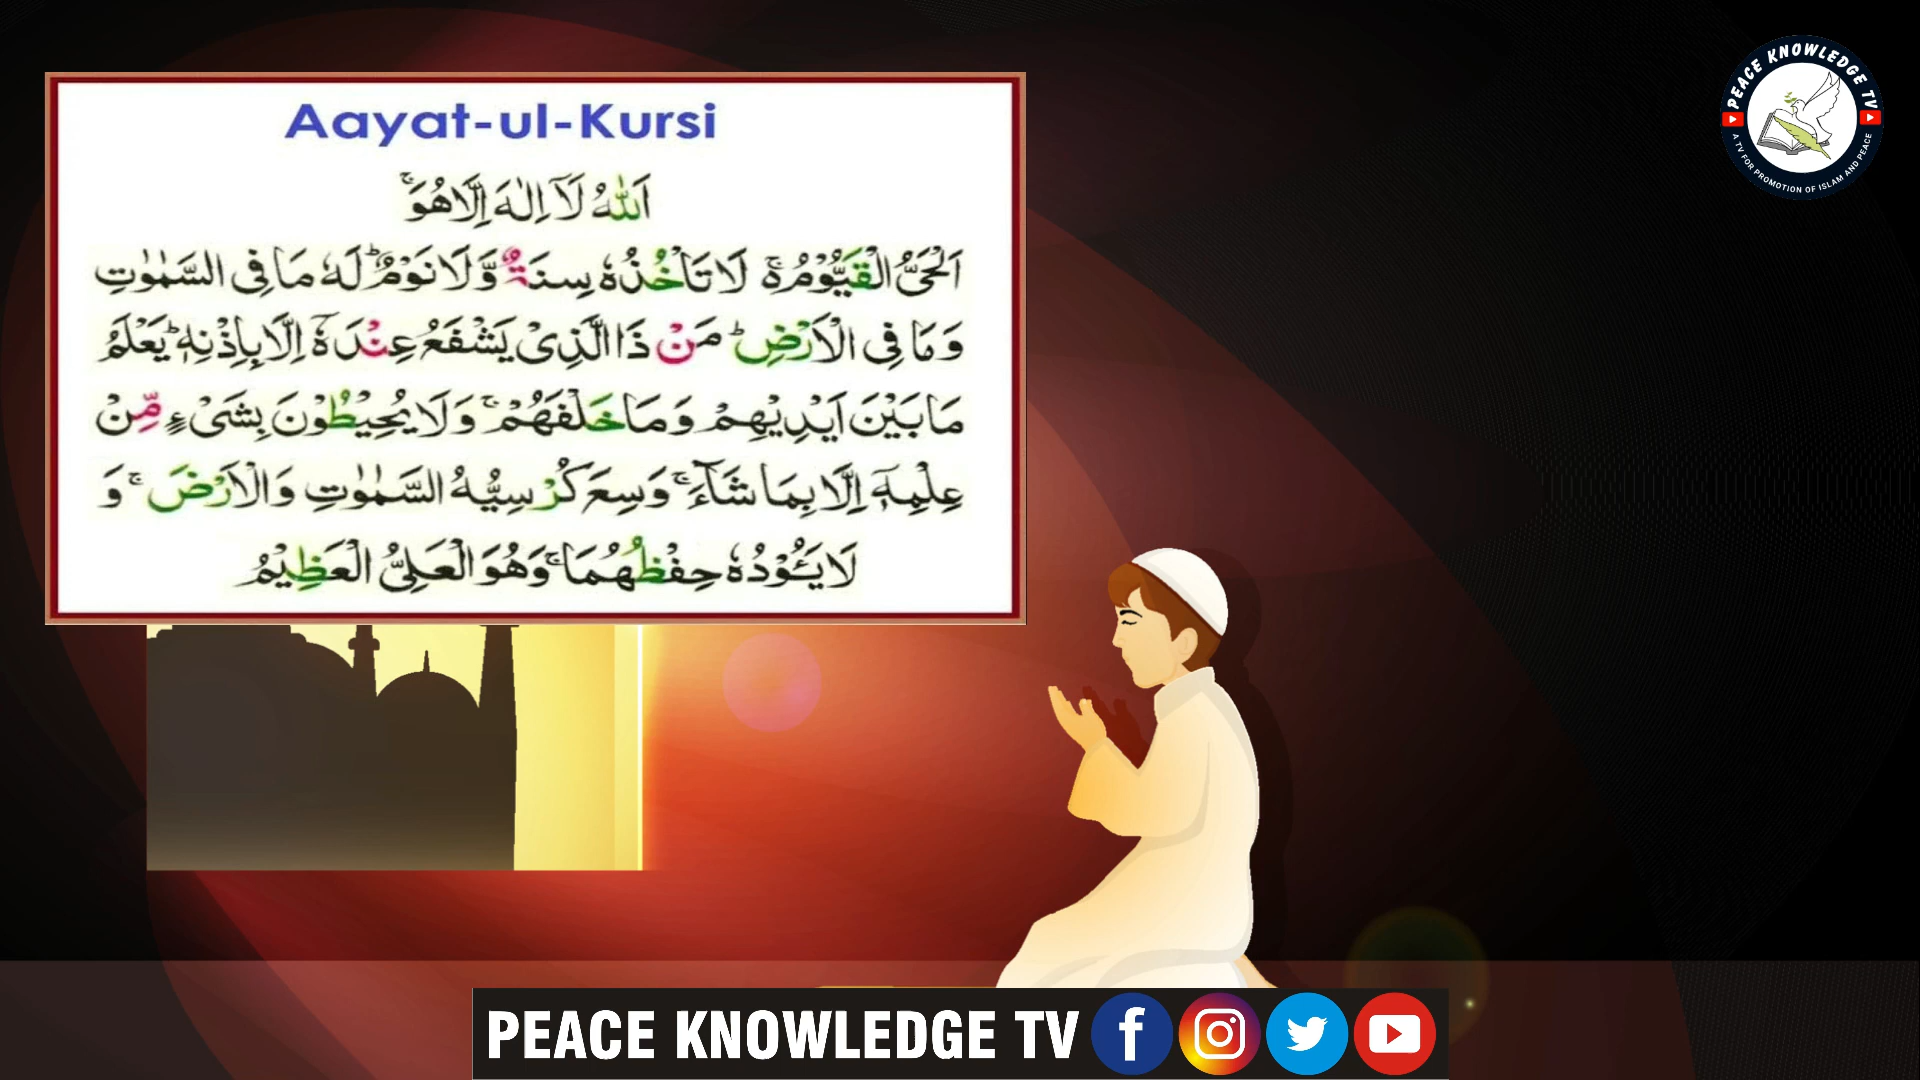 Aayat-ul-Kursi
اَللّٰهُ لَاۤ اِلٰهَ اِلَّا هُوَ ۚ
اَلْحَیُّ الْقَیُّوْمُ ۚ۬ لَا تَاْخُذُهٗ سِنَةٌ وَّ لَا نَوْمٌ ؕ لَهٗ مَا فِی السَّمٰوٰتِ
وَ مَا فِی الْاَرْضِ ؕ مَنْ ذَا الَّذِیْ یَشْفَعُ عِنْدَهٗۤ اِلَّا بِاِذْنِهٖ ؕ یَعْلَمُ
مَا بَیْنَ اَیْدِیْهِمْ وَ مَا خَلْفَهُمْ ۚ وَ لَا یُحِیْطُوْنَ بِشَیْءٍ مِّنْ
عِلْمِهٖۤ اِلَّا بِمَا شَآءَ ۚ وَسِعَ كُرْسِیُّهُ السَّمٰوٰتِ وَ الْاَرْضَ ۚ وَ
لَا یَـُٔوْدُهٗ حِفْظُهُمَا ۚ وَ هُوَ الْعَلِیُّ الْعَظِیْمُ
PEACE KNOWLEDGE TV
A TV FOR PROMOTION OF ISLAM AND PEACE
PEACE KNOWLEDGE TV